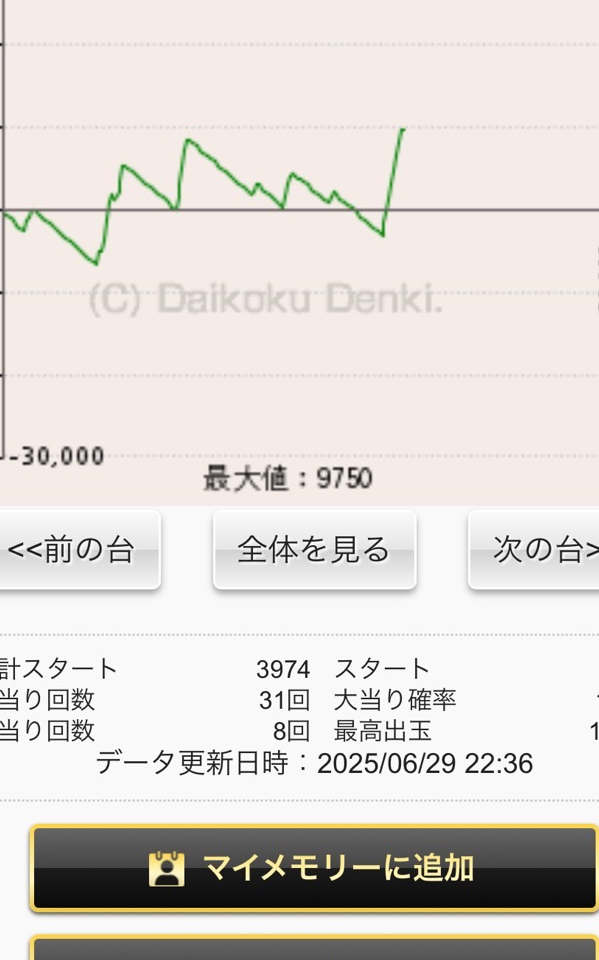 (C) Daikoku Denki.
-30,000
最大値：9750
<<前の台
全体を見る
次の台>
計スタート 3974 スタート
当り回数 31回 大当り確率
当り回数 8回 最高出玉 1
データ更新日時：2025/06/29 22:36
マイメモリーに追加